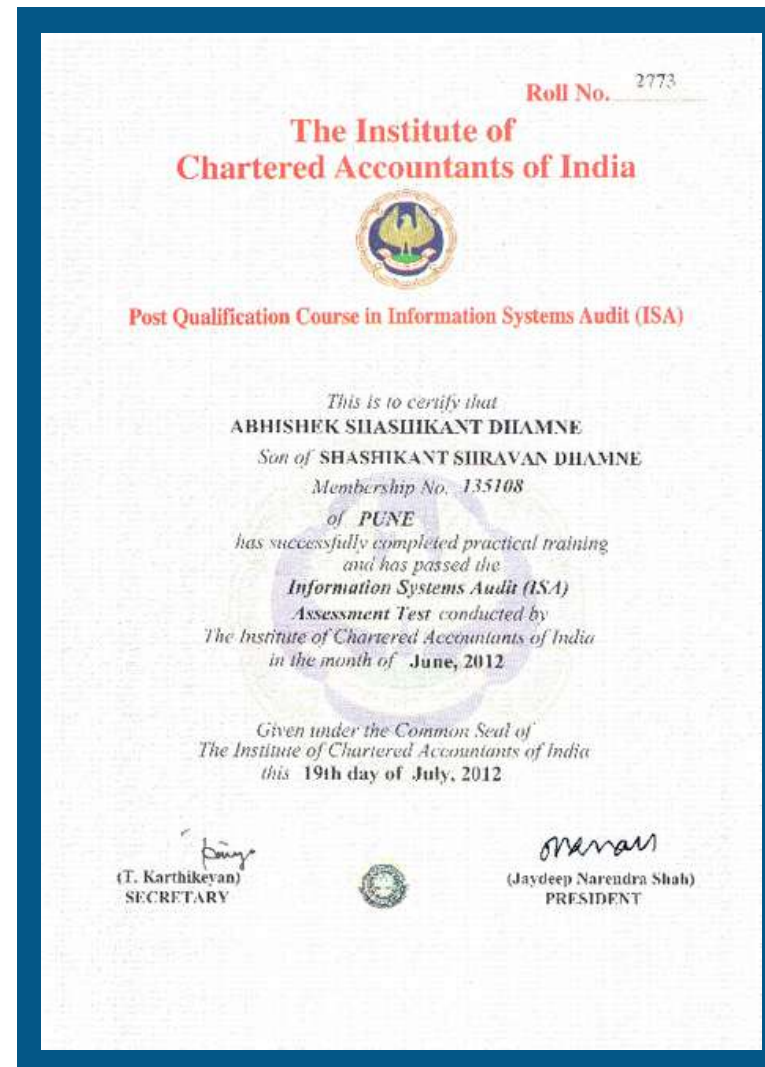 Roll No. 2773
The Institute of
Chartered Accountants of India
Post Qualification Course in Information Systems Audit (ISA)
This is to certify that
ABHISHEK SHASHIKANT DHAMNE
Son of SHASHIKANT SHRAVAN DHAMNE
Membership No. 135108
of PUNE
has successfully completed practical training
and has passed the
Information Systems Audit (ISA)
Assessment Test conducted by
The Institute of Chartered Accountants of India
in the month of June, 2012
Given under the Common Seal of
The Institute of Chartered Accountants of India
this 19th day of July, 2012
(T. Karthikeyan)
SECRETARY
(Jaydeep Narendra Shah)
PRESIDENT